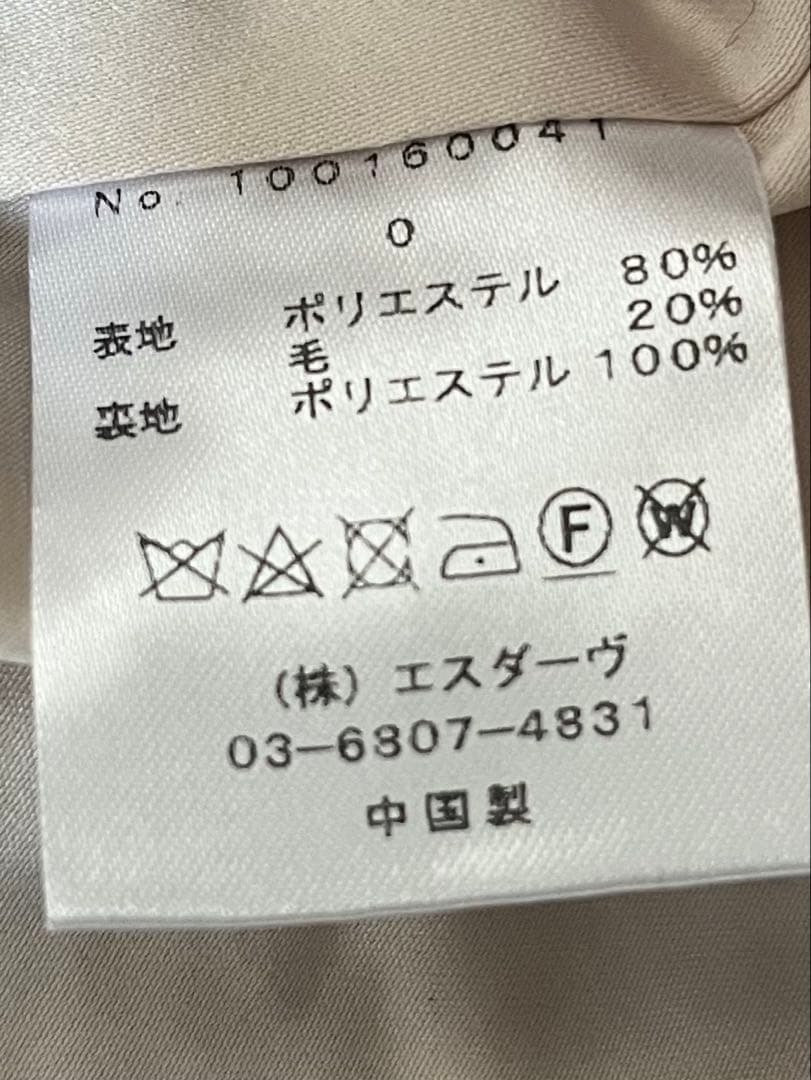 No. 100160041
0
表地 ポリエステル 80%
毛 20%
裏地 ポリエステル 100%
F W
(株) エスダーヴ
03-6807-4831
中国製